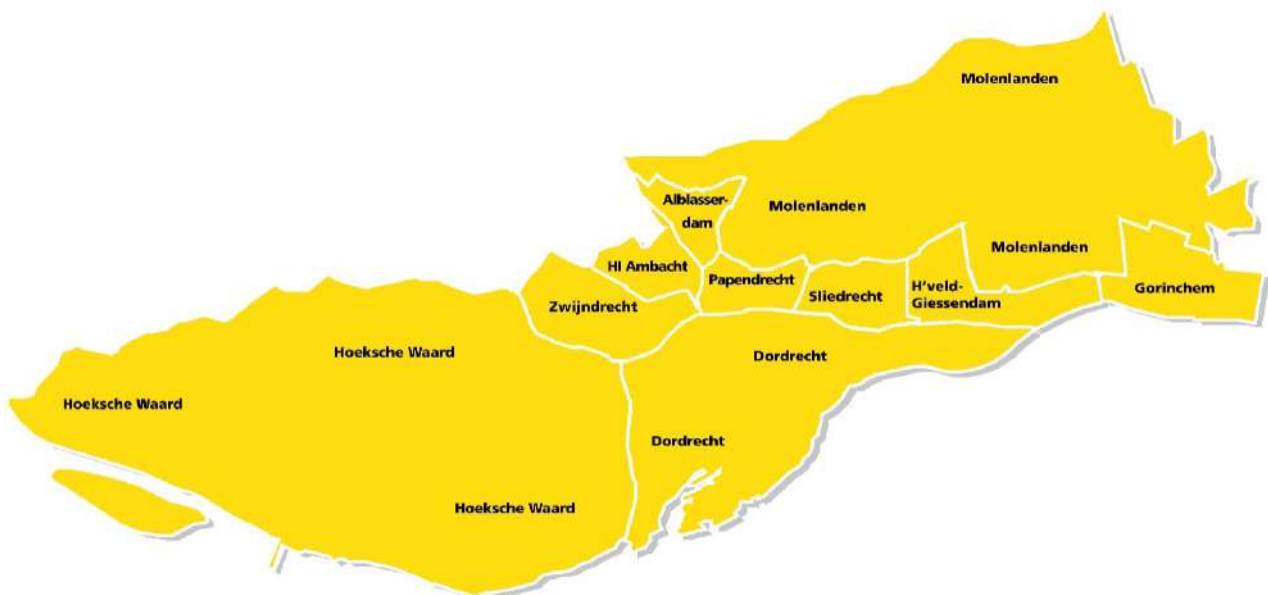 Molenlanden
Alblasser-
dam
Molenlanden
Molenlanden
Hl Ambacht
Papendrecht
Sliedrecht
H'veld-
Giessendam
Gorinchem
Zwijndrecht
Hoeksche Waard
Dordrecht
Hoeksche Waard
Dordrecht
Hoeksche Waard